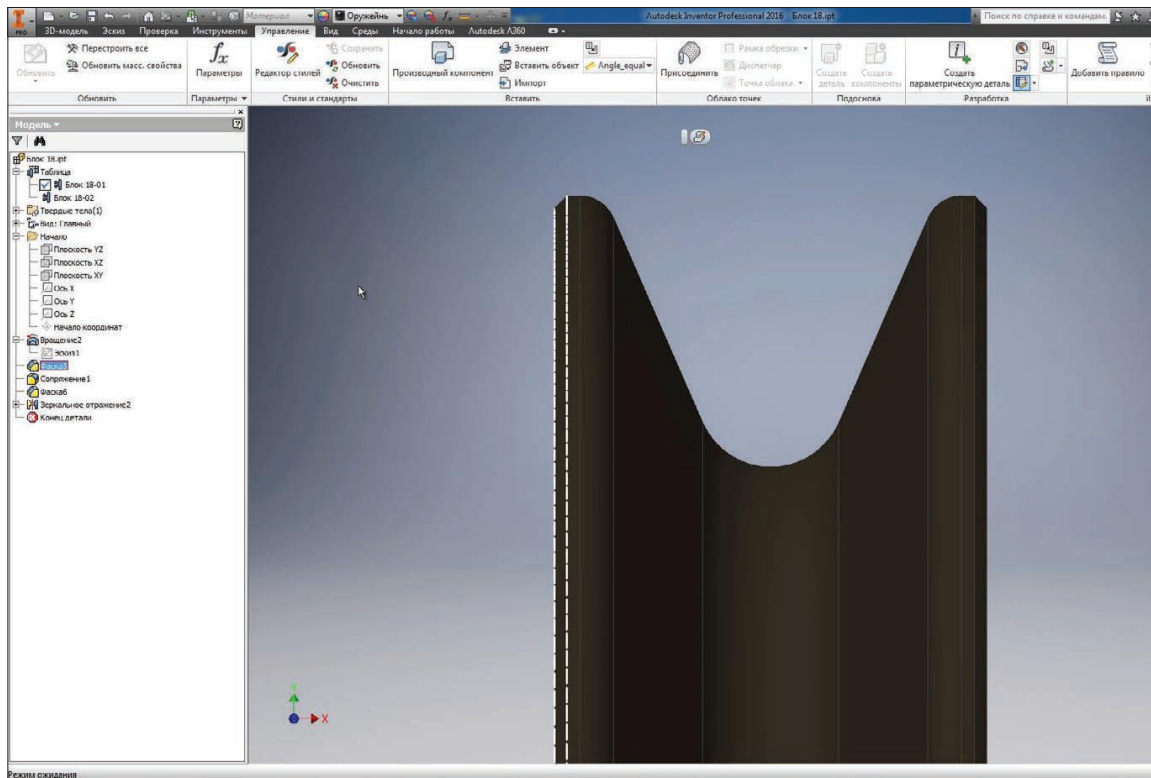 Материал
Оружейнь
Autodesk Inventor Professional 2016 Блок 18.ipt
Поиск по справке и командам.
PRO
3D-модель Эскиз Проверка Инструменты Управление Вид Среды Начало работы Autodesk A360
Обновить
Перестроить все
Обновить масс. свойства
Параметры
Редактор стилей
Сохранить
Обновить
Очистить
Производный компонент
Элемент
Вставить объект
Импорт
Angle_equal
Присоединить
Рамка обрезки
Диспетчер
Точка облака
Создать деталь
Создать компоненты
Создать параметрическую деталь
Добавить правило
Обновить Параметры Стили и стандарты Вставить Облако точек Подоснова Разработка
Модель
Блок 18.ipt
Таблица
Блок 18-01
Блок 18-02
Твердые тела(1)
Вид: Главный
Начало
Плоскость YZ
Плоскость XZ
Плоскость XY
Ось X
Ось Y
Ось Z
Начало координат
Вращение2
Эскиз1
Фаска5
Сопряжение1
Фаска6
Зеркальное отражение2
Конец детали
Y
X
Режим ожидания